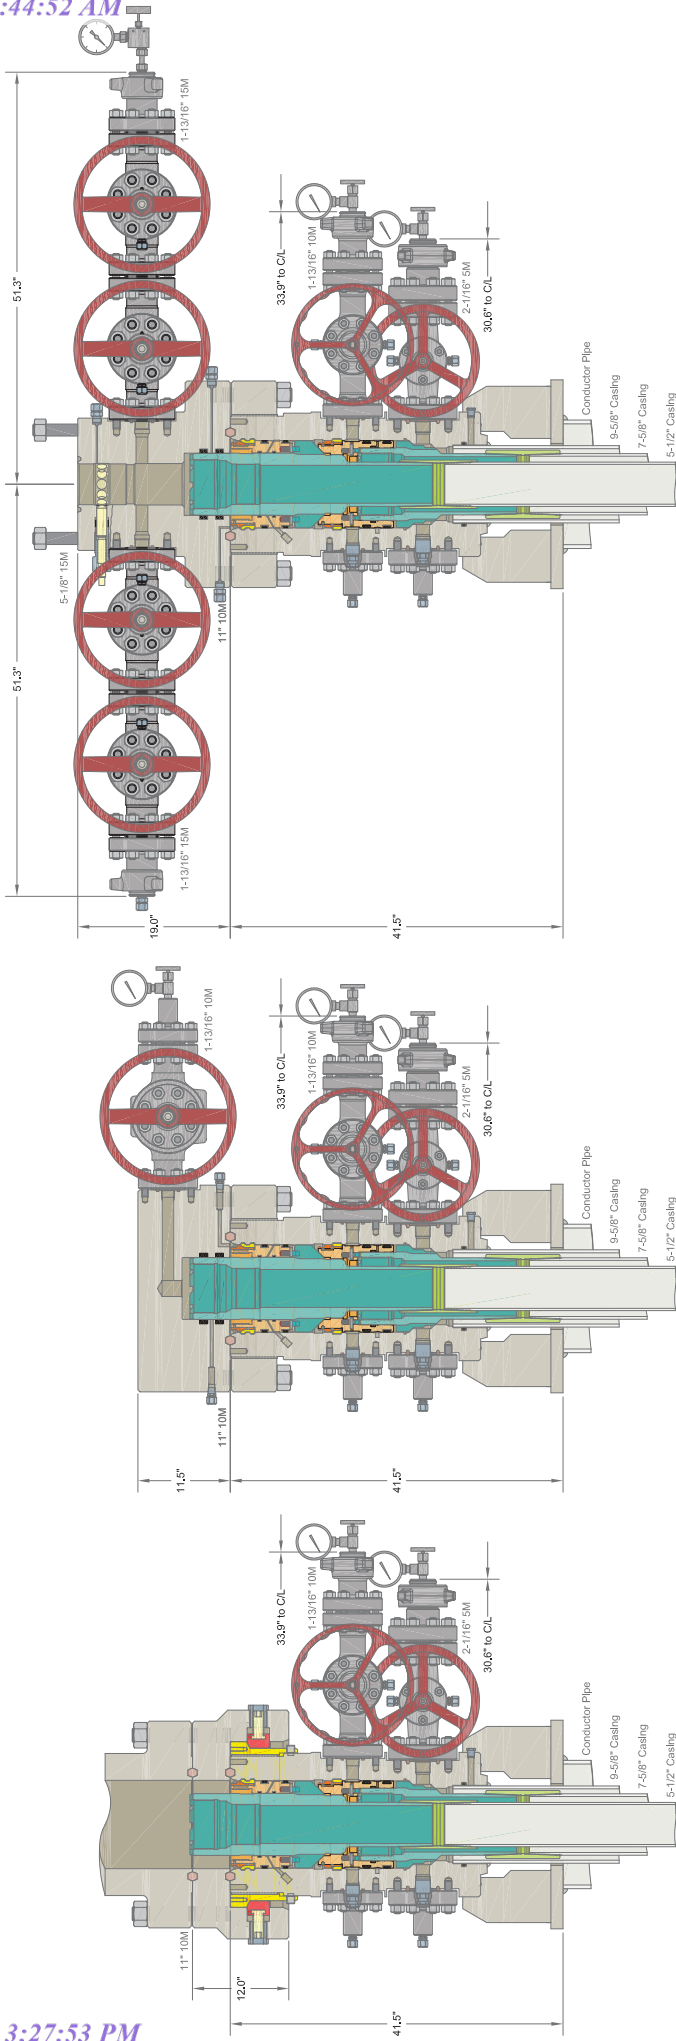 :44:52 AM
1-13/16" 15M
51.3"
33.9" to C/L
1-13/16" 10M
2-1/16" 5M
30.6" to C/L
Conductor Pipe
9-5/8" Casing
7-5/8" Casing
5-1/2" Casing
5-1/8" 15M
11" 10M
51.3"
1-13/16" 15M
19.0"
41.5"
1-13/16" 10M
33.9" to C/L
1-13/16" 10M
2-1/16" 5M
30.6" to C/L
Conductor Pipe
9-5/8" Casing
7-5/8" Casing
5-1/2" Casing
11" 10M
11.5"
41.5"
33.9" to C/L
1-13/16" 10M
2-1/16" 5M
30.6" to C/L
Conductor Pipe
9-5/8" Casing
7-5/8" Casing
5-1/2" Casing
11" 10M
12.0"
41.5"
3:27:53 PM